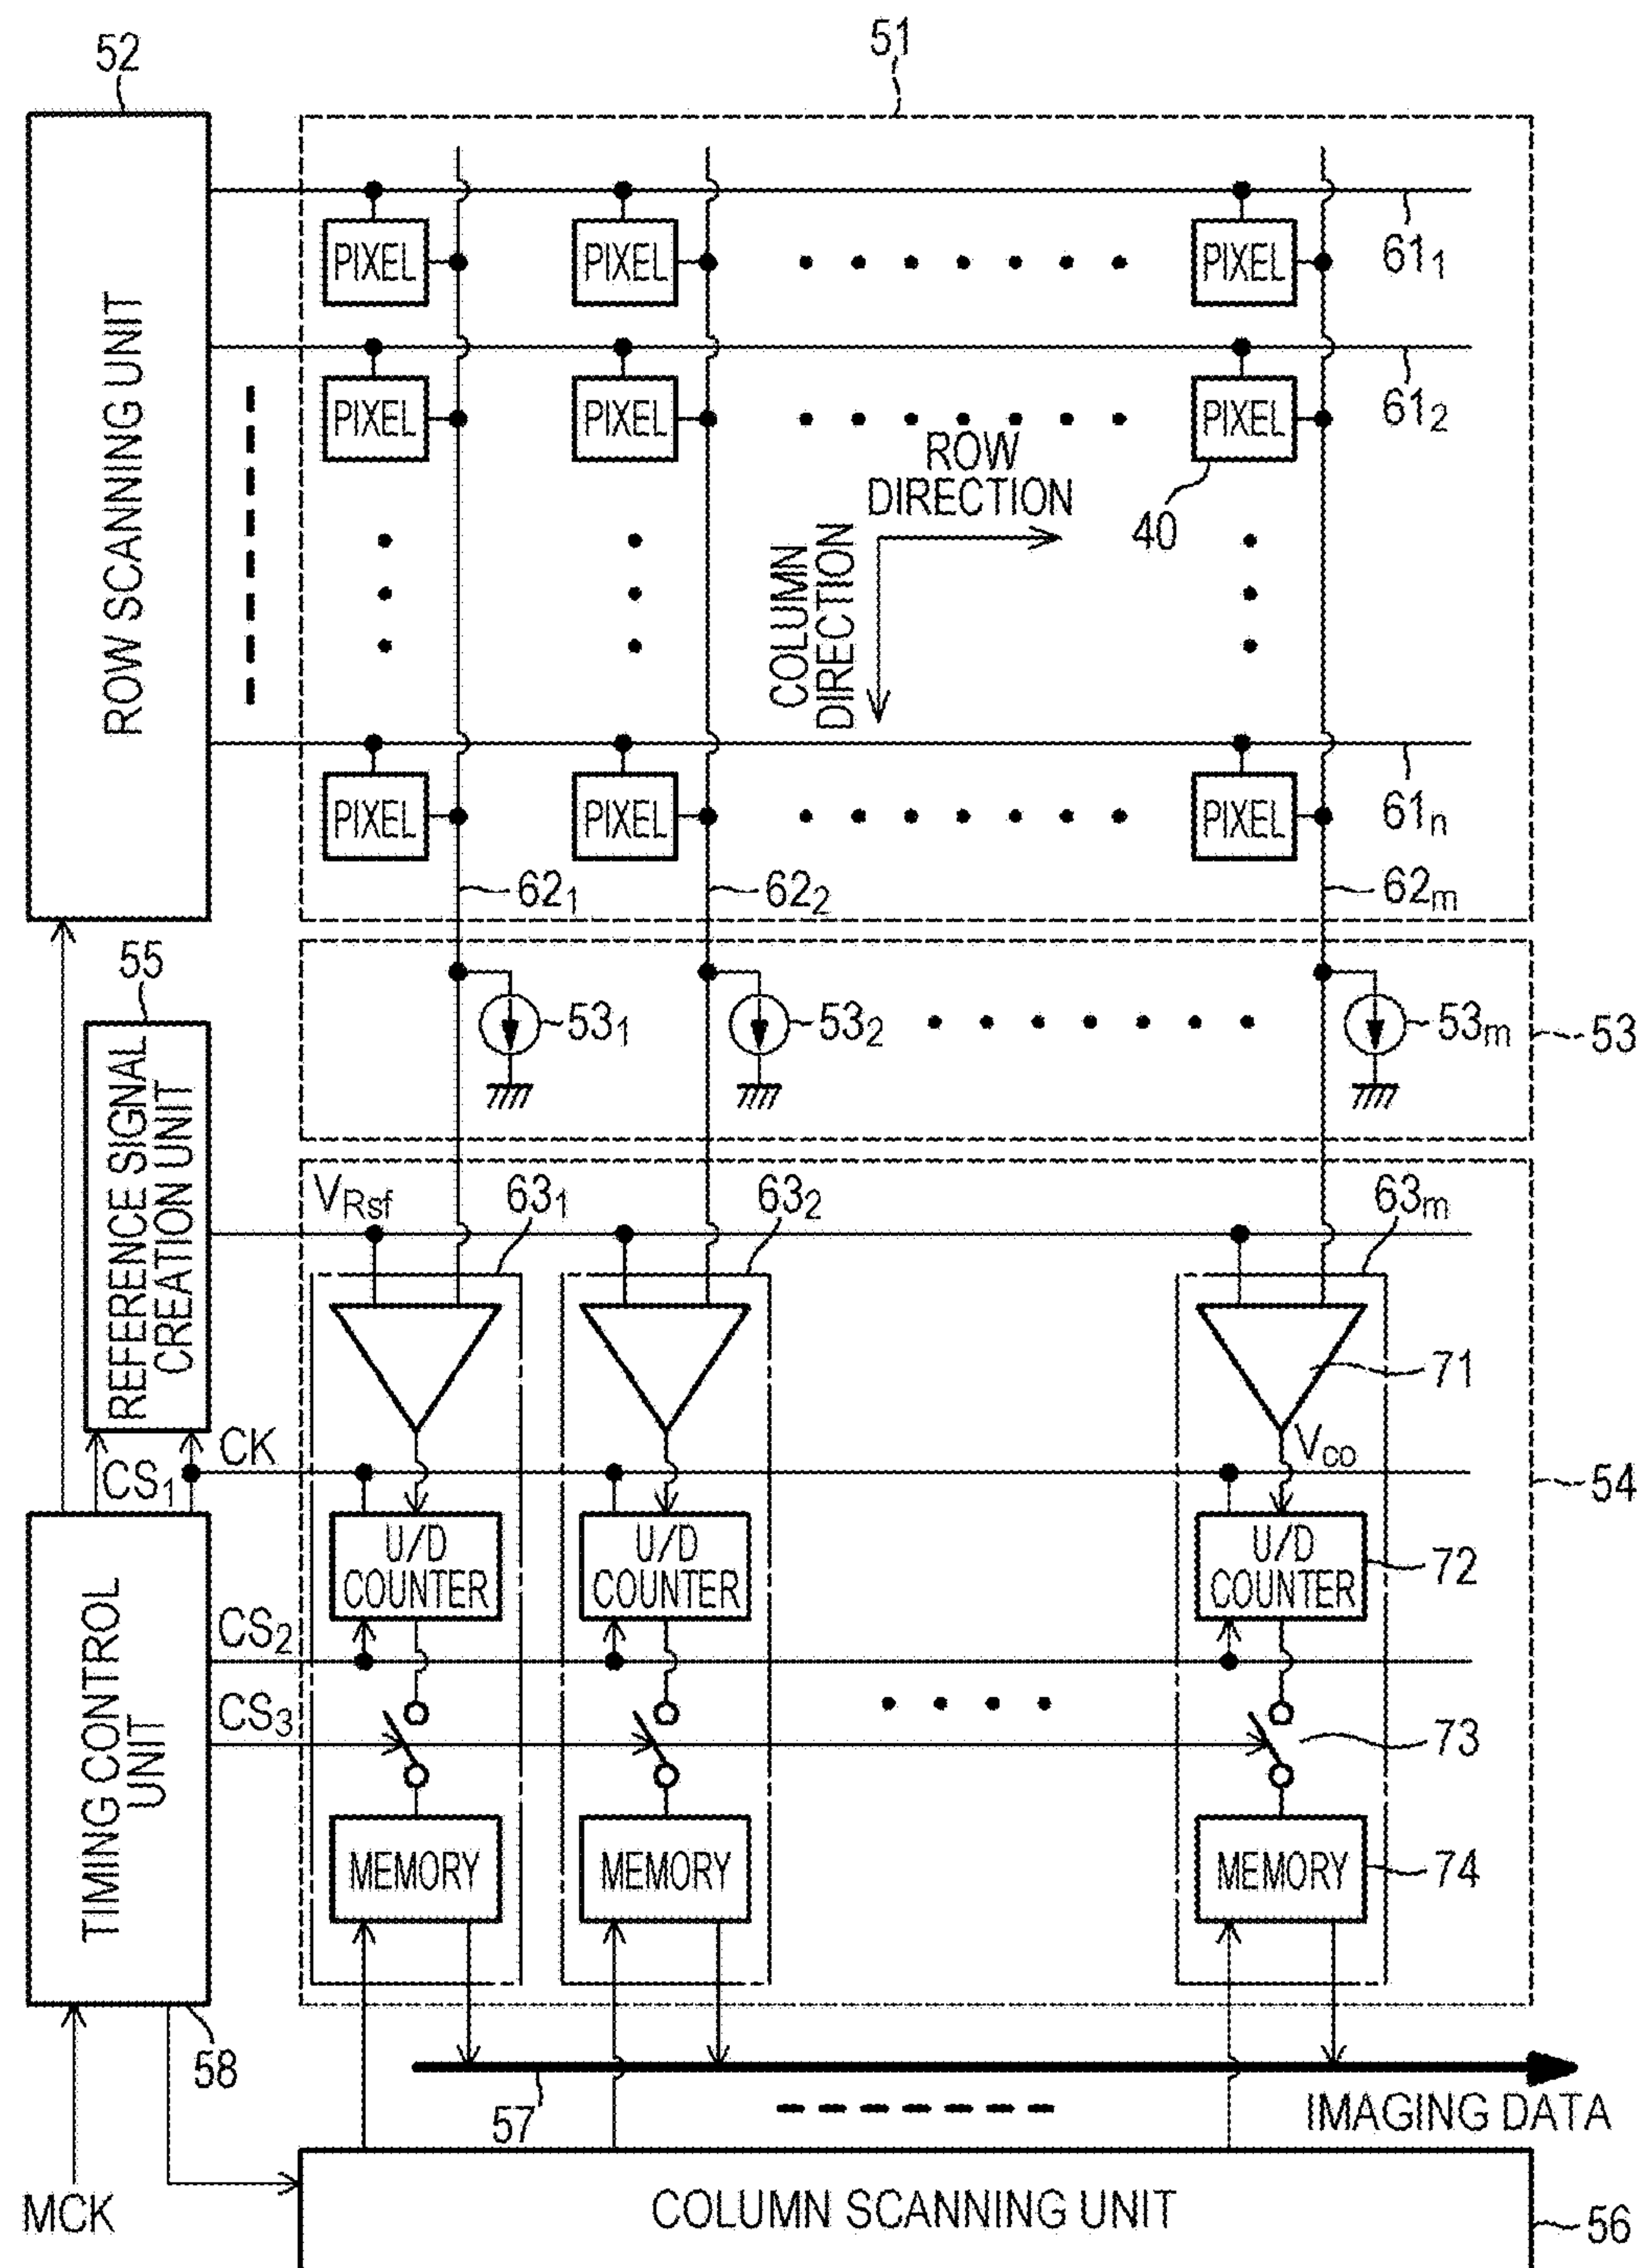 52
51
ROW SCANNING UNIT
PIXEL PIXEL PIXEL
61₁
PIXEL PIXEL PIXEL
61₂
40
ROW
DIRECTION
COLUMN
DIRECTION
PIXEL PIXEL PIXEL
61ₙ
62₁ 62₂ 62ₘ
55
REFERENCE SIGNAL
CREATION UNIT
53₁ 53₂ 53ₘ
53
V_Rsf
63₁ 63₂ 63ₘ
71
CS₁
CK
V_CO
54
U/D
COUNTER
U/D
COUNTER
U/D
COUNTER
72
TIMING CONTROL
UNIT
CS₂
CS₃
73
MEMORY MEMORY MEMORY
74
58
57
IMAGING DATA
MCK
COLUMN SCANNING UNIT
56